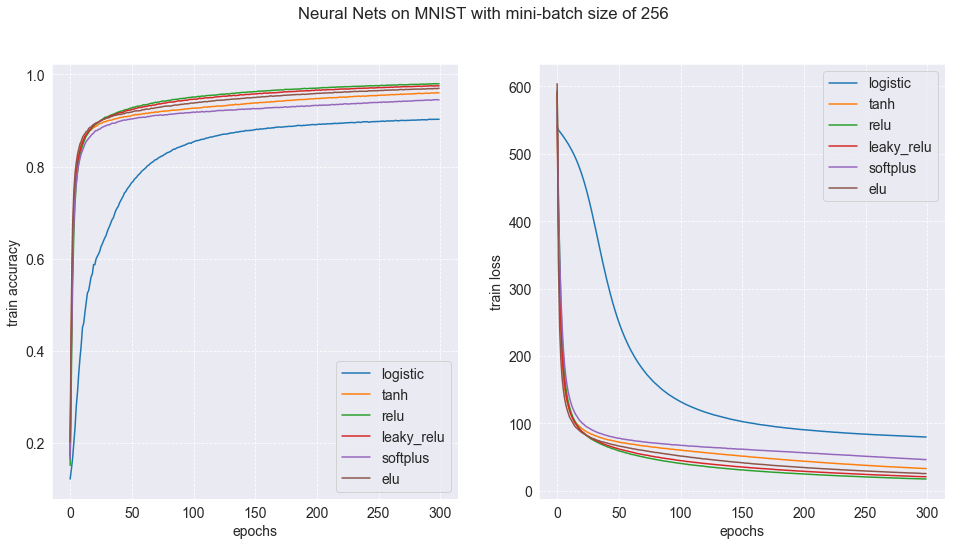 Neural Nets on MNIST with mini-batch size of 256
train accuracy
1.0
0.8
0.6
0.4
0.2
0 50 100 150 200 250 300
epochs
logistic
tanh
relu
leaky_relu
softplus
elu
train loss
600
500
400
300
200
100
0
0 50 100 150 200 250 300
epochs
logistic
tanh
relu
leaky_relu
softplus
elu